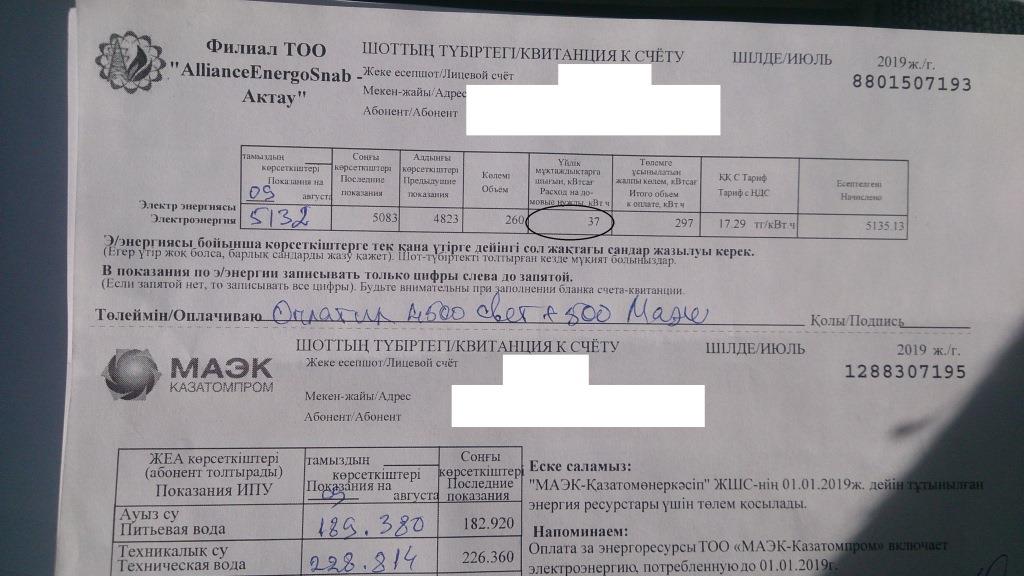 Филиал ТОО
"AllianceEnergoSnab -
Актау"
ШОТТЫҢ ТҮБІРТЕГІ/КВИТАНЦИЯ К СЧЁТУ
ШІЛДЕ/ИЮЛЬ
2019 ж./г.
Жеке есепшот/Лицевой счёт
8801507193
Мекен-жайы/Адрес
Абонент/Абонент
тамыздың
көрсеткіштері
Показания на
09 августа
Соңғы
көрсеткіштері
Последние
показания
Алдыңғы
көрсеткіштері
Предыдущие
показания
Көлемі
Объем
Үйлік
мұқтаждықтарға
шығын, кВтсағ
Расход на до-
мовые нужды, кВт ч
Төлемге
ұсынылатын
жалпы көлем, кВтсағ
Итого объем
к оплате, кВт ч
ҚҚ С Тариф
Тариф с НДС
Есептелгені
Начислено
Электр энергиясы
Электроэнергия
5132
5083
4823
260
37
297
17.29 тг/кВт.ч
5135.13
Э/энергиясы бойынша көрсеткіштерге тек қана үтірге дейінгі сол жақтағы сандар жазылуы керек.
(Егер үтір жоқ болса, барлық сандарды жазу қажет). Шот-түбіртекті толтырған кезде мұқият болыңыздар.
В показания по э/энергии записывать только цифры слева до запятой.
(Если запятой нет, то записывать все цифры). Будьте внимательны при заполнении бланка счета-квитанции.
Төлеймін/Оплачиваю Оплатил 4500 свет + 500 Маэк Қолы/Подпись
МАЭК
КАЗАТОМПРОМ
ШОТТЫҢ ТҮБІРТЕГІ/КВИТАНЦИЯ К СЧЁТУ
ШІЛДЕ/ИЮЛЬ
2019 ж./г.
Жеке есепшот/Лицевой счёт
1288307195
Мекен-жайы/Адрес
Абонент/Абонент
ЖЕА көрсеткіштері
(абонент толтырады)
Показания ИПУ
тамыздың
көрсеткіштері
Показания на
09 августа
Соңғы
көрсеткіштері
Последние
показания
Ауыз су
Питьевая вода
189.380
182.920
Техникалық су
Техническая вода
228.814
226.360
Еске саламыз:
"МАЭК-Қазатомөнеркәсіп" ЖШС-нің 01.01.2019ж. дейін тұтынылған
энергия ресурстары үшін төлем қосылады.
Напоминаем:
Оплата за энергоресурсы ТОО «МАЭК-Казатомпром» включает
электроэнергию, потребленную до 01.01.2019г.